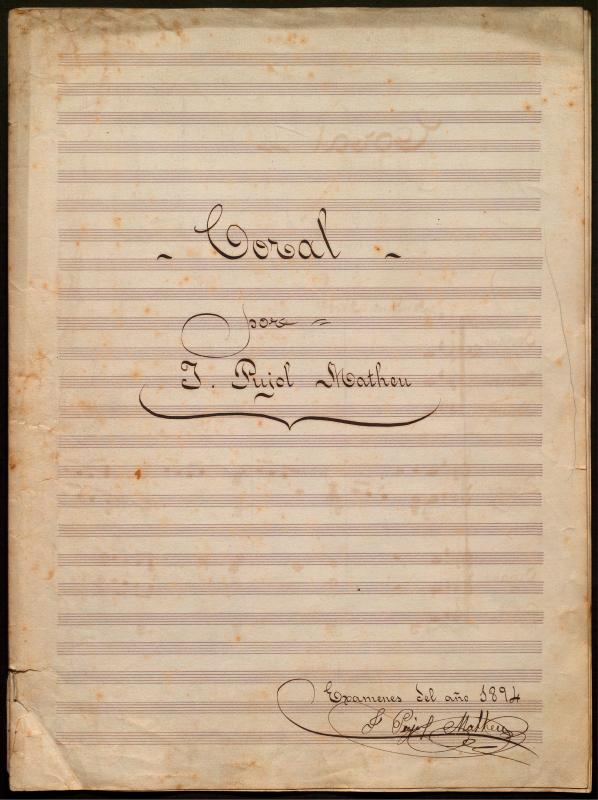 - Coral -
por =
J. Pujol Matheu
Examenes del año 1894
J Pujol Matheu